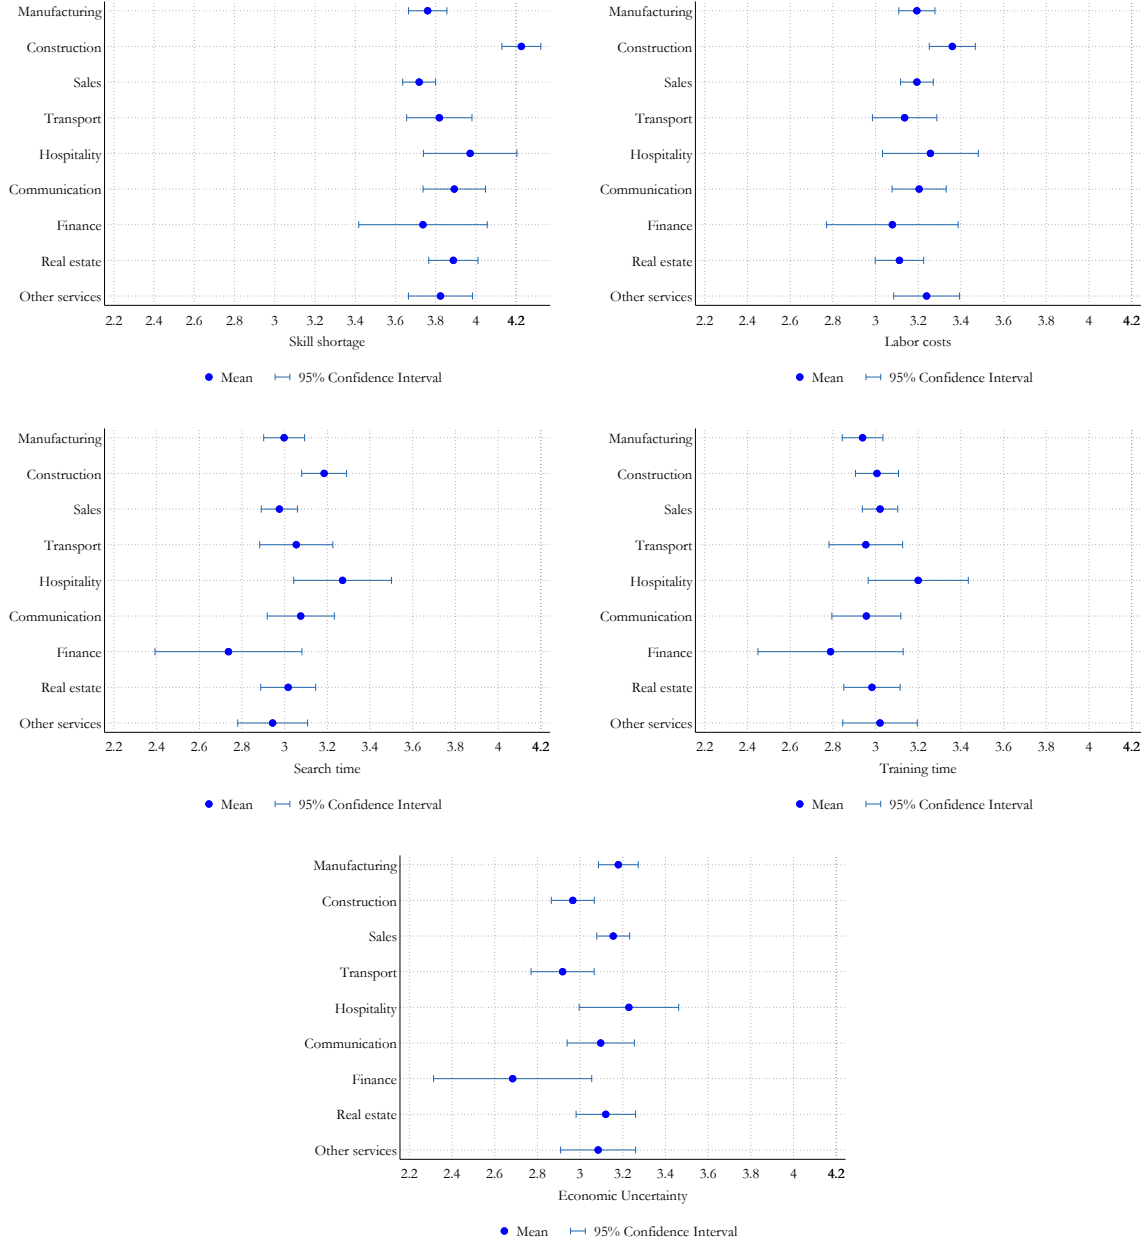 Manufacturing
Construction
Sales
Transport
Hospitality
Communication
Finance
Real estate
Other services
2.2 2.4 2.6 2.8 3 3.2 3.4 3.6 3.8 4 4.2
Skill shortage
Mean 95% Confidence Interval
Manufacturing
Construction
Sales
Transport
Hospitality
Communication
Finance
Real estate
Other services
2.2 2.4 2.6 2.8 3 3.2 3.4 3.6 3.8 4 4.2
Labor costs
Mean 95% Confidence Interval
Manufacturing
Construction
Sales
Transport
Hospitality
Communication
Finance
Real estate
Other services
2.2 2.4 2.6 2.8 3 3.2 3.4 3.6 3.8 4 4.2
Search time
Mean 95% Confidence Interval
Manufacturing
Construction
Sales
Transport
Hospitality
Communication
Finance
Real estate
Other services
2.2 2.4 2.6 2.8 3 3.2 3.4 3.6 3.8 4 4.2
Training time
Mean 95% Confidence Interval
Manufacturing
Construction
Sales
Transport
Hospitality
Communication
Finance
Real estate
Other services
2.2 2.4 2.6 2.8 3 3.2 3.4 3.6 3.8 4 4.2
Economic Uncertainty
Mean 95% Confidence Interval